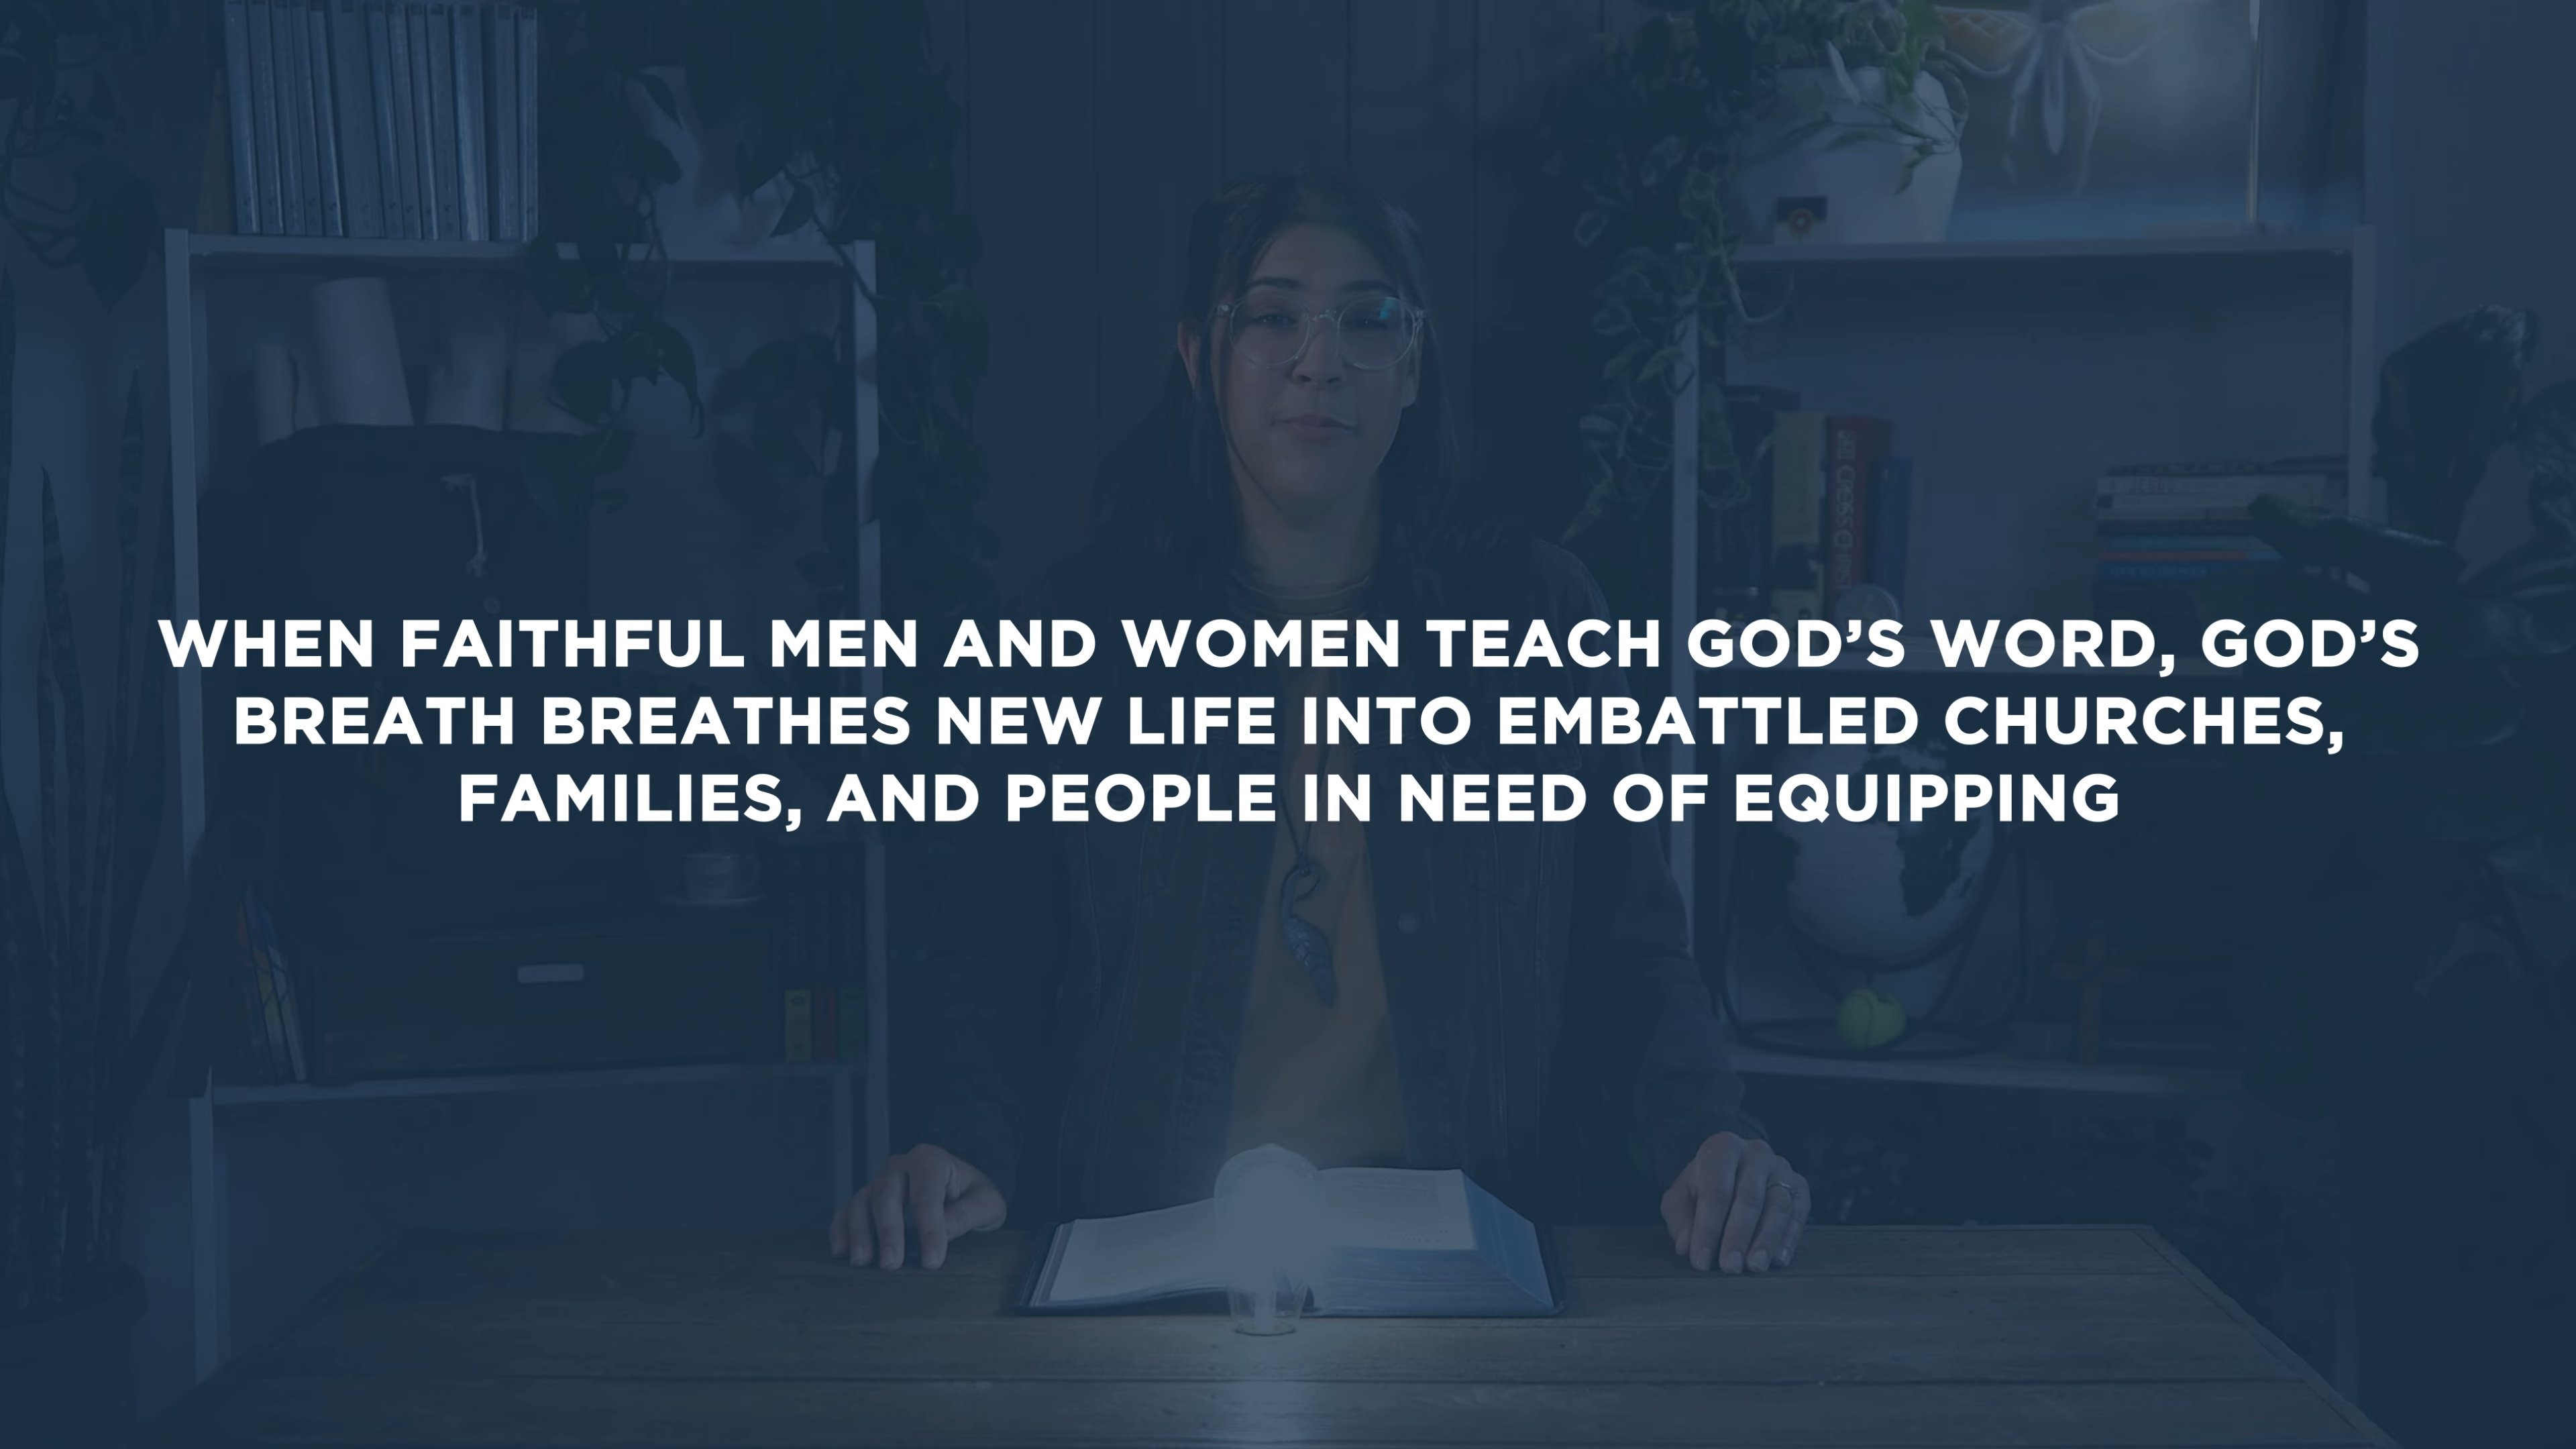 WHEN FAITHFUL MEN AND WOMEN TEACH GOD’S WORD, GOD’S
BREATH BREATHES NEW LIFE INTO EMBATTLED CHURCHES,
FAMILIES, AND PEOPLE IN NEED OF EQUIPPING